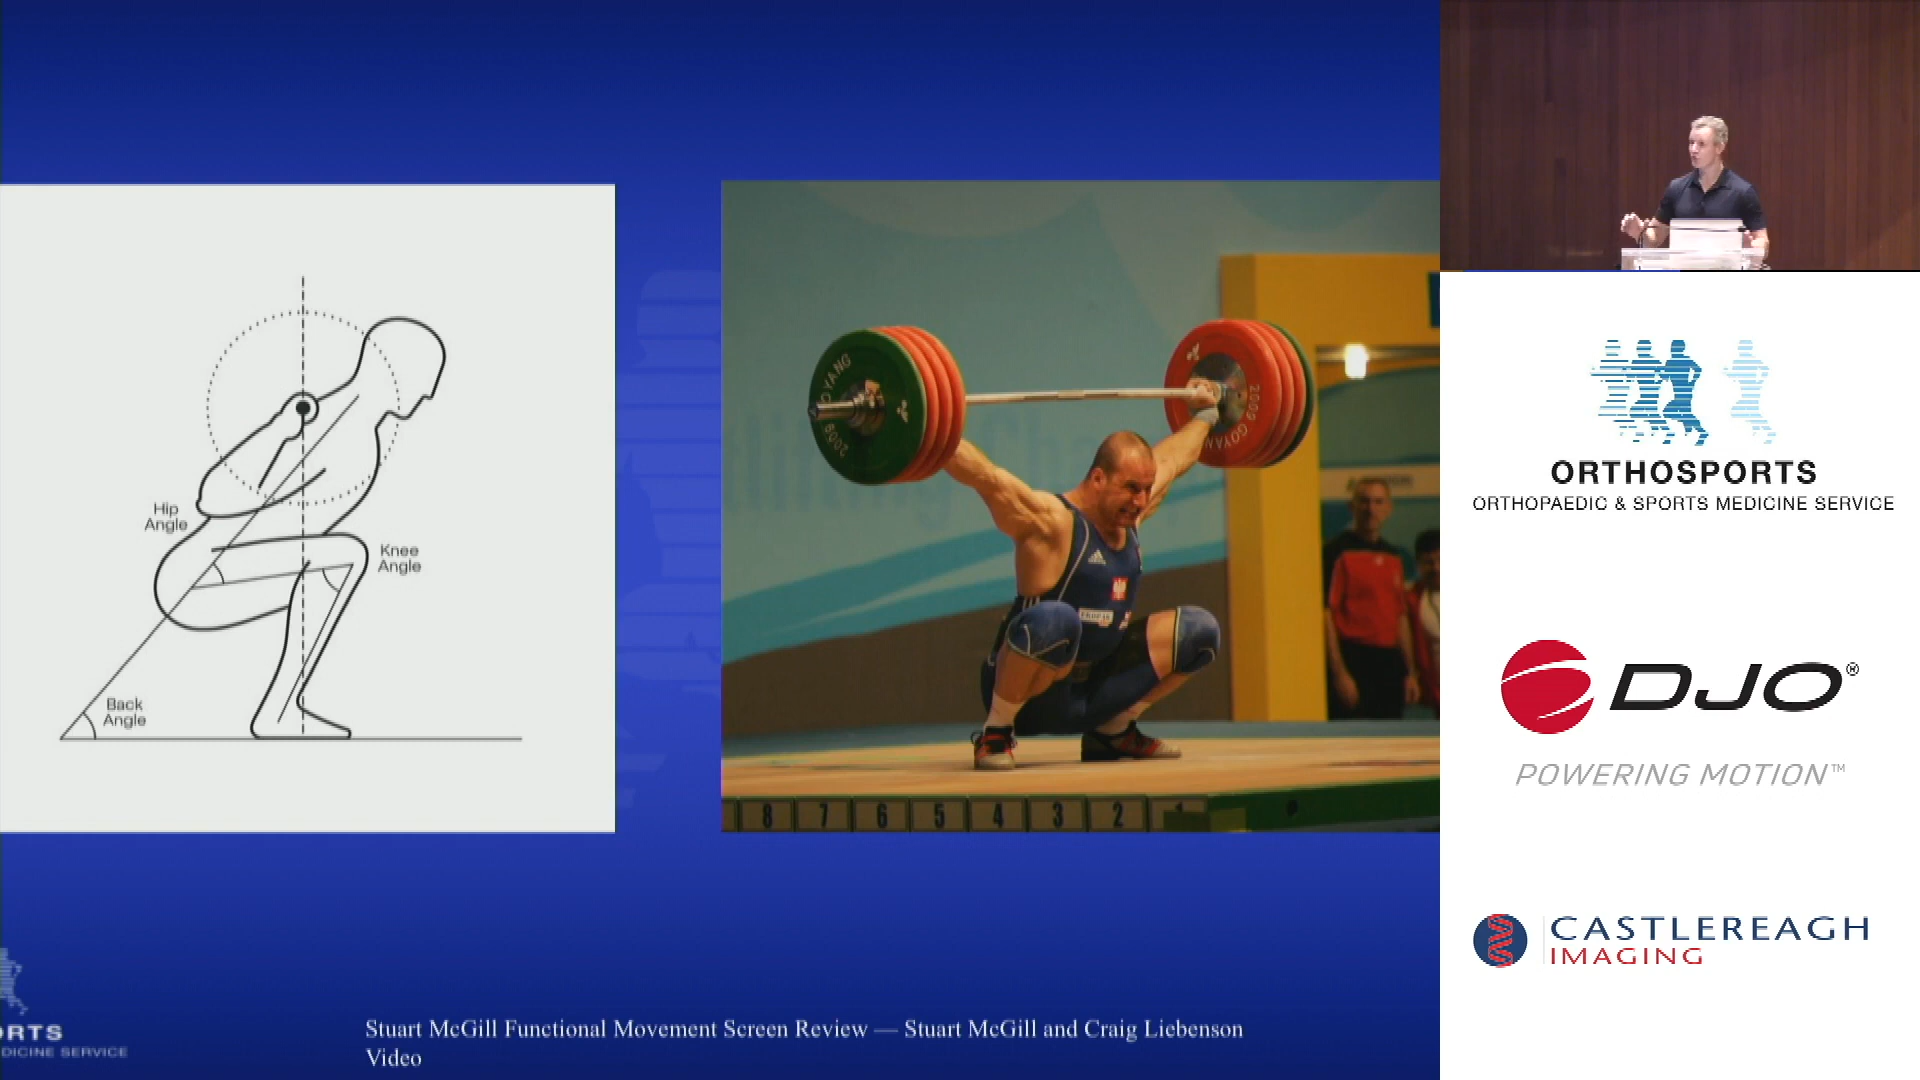 Hip
Angle
Knee
Angle
Back
Angle
2009
2009 GOYANG
8 7 6 5 4 3 2 1
ORTS
DICINE SERVICE
Stuart McGill Functional Movement Screen Review — Stuart McGill and Craig Liebenson
Video
ORTHOSPORTS
ORTHOPAEDIC & SPORTS MEDICINE SERVICE
DJO®
POWERING MOTION™
CASTLEREAGH
IMAGING